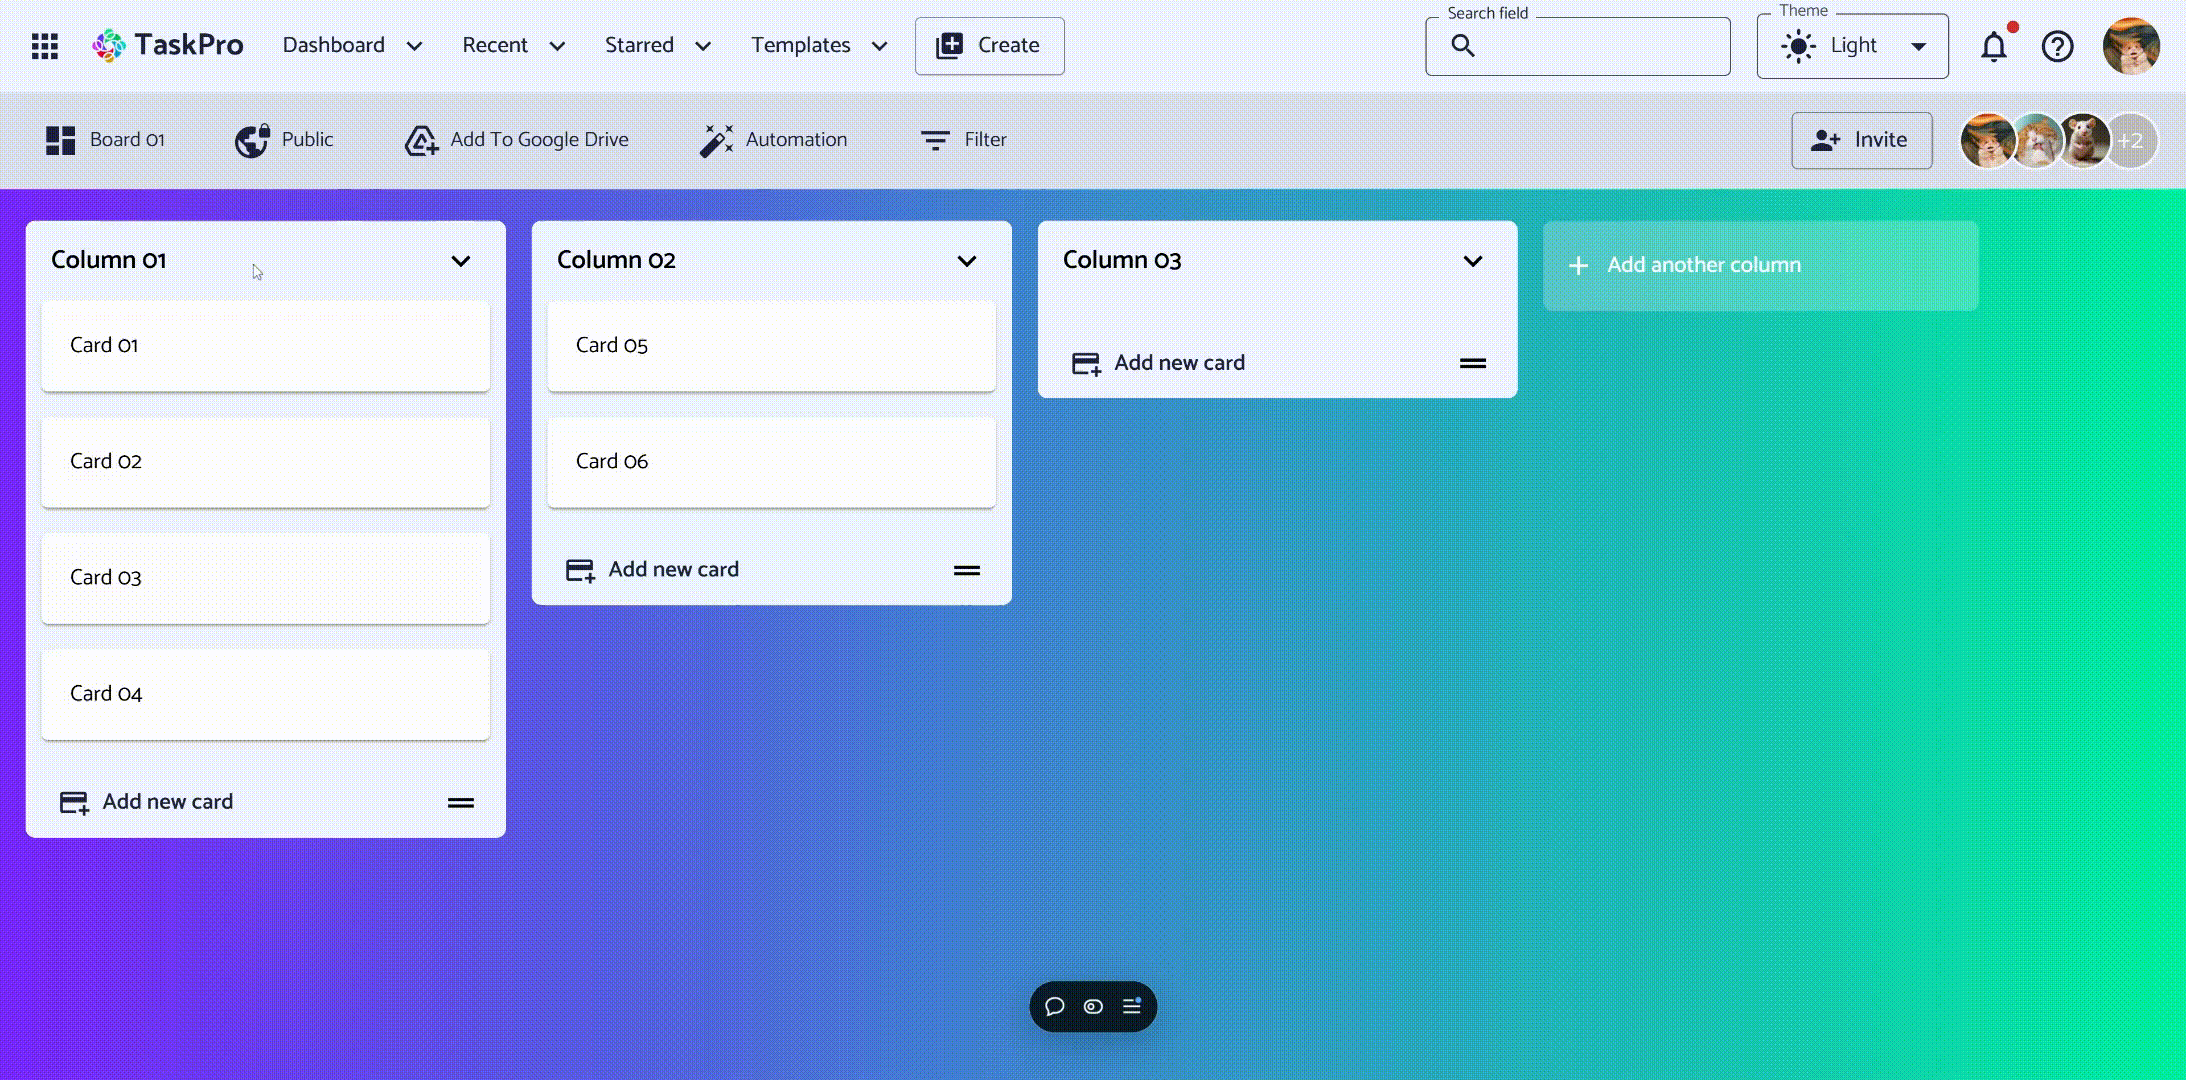 TaskPro
Dashboard
Recent
Starred
Templates
Create
Search field
Theme
Light
Board 01
Public
Add To Google Drive
Automation
Filter
Invite
+2
Column 01
Card 01
Card 02
Card 03
Card 04
Add new card
Column 02
Card 05
Card 06
Add new card
Column 03
Add new card
Add another column